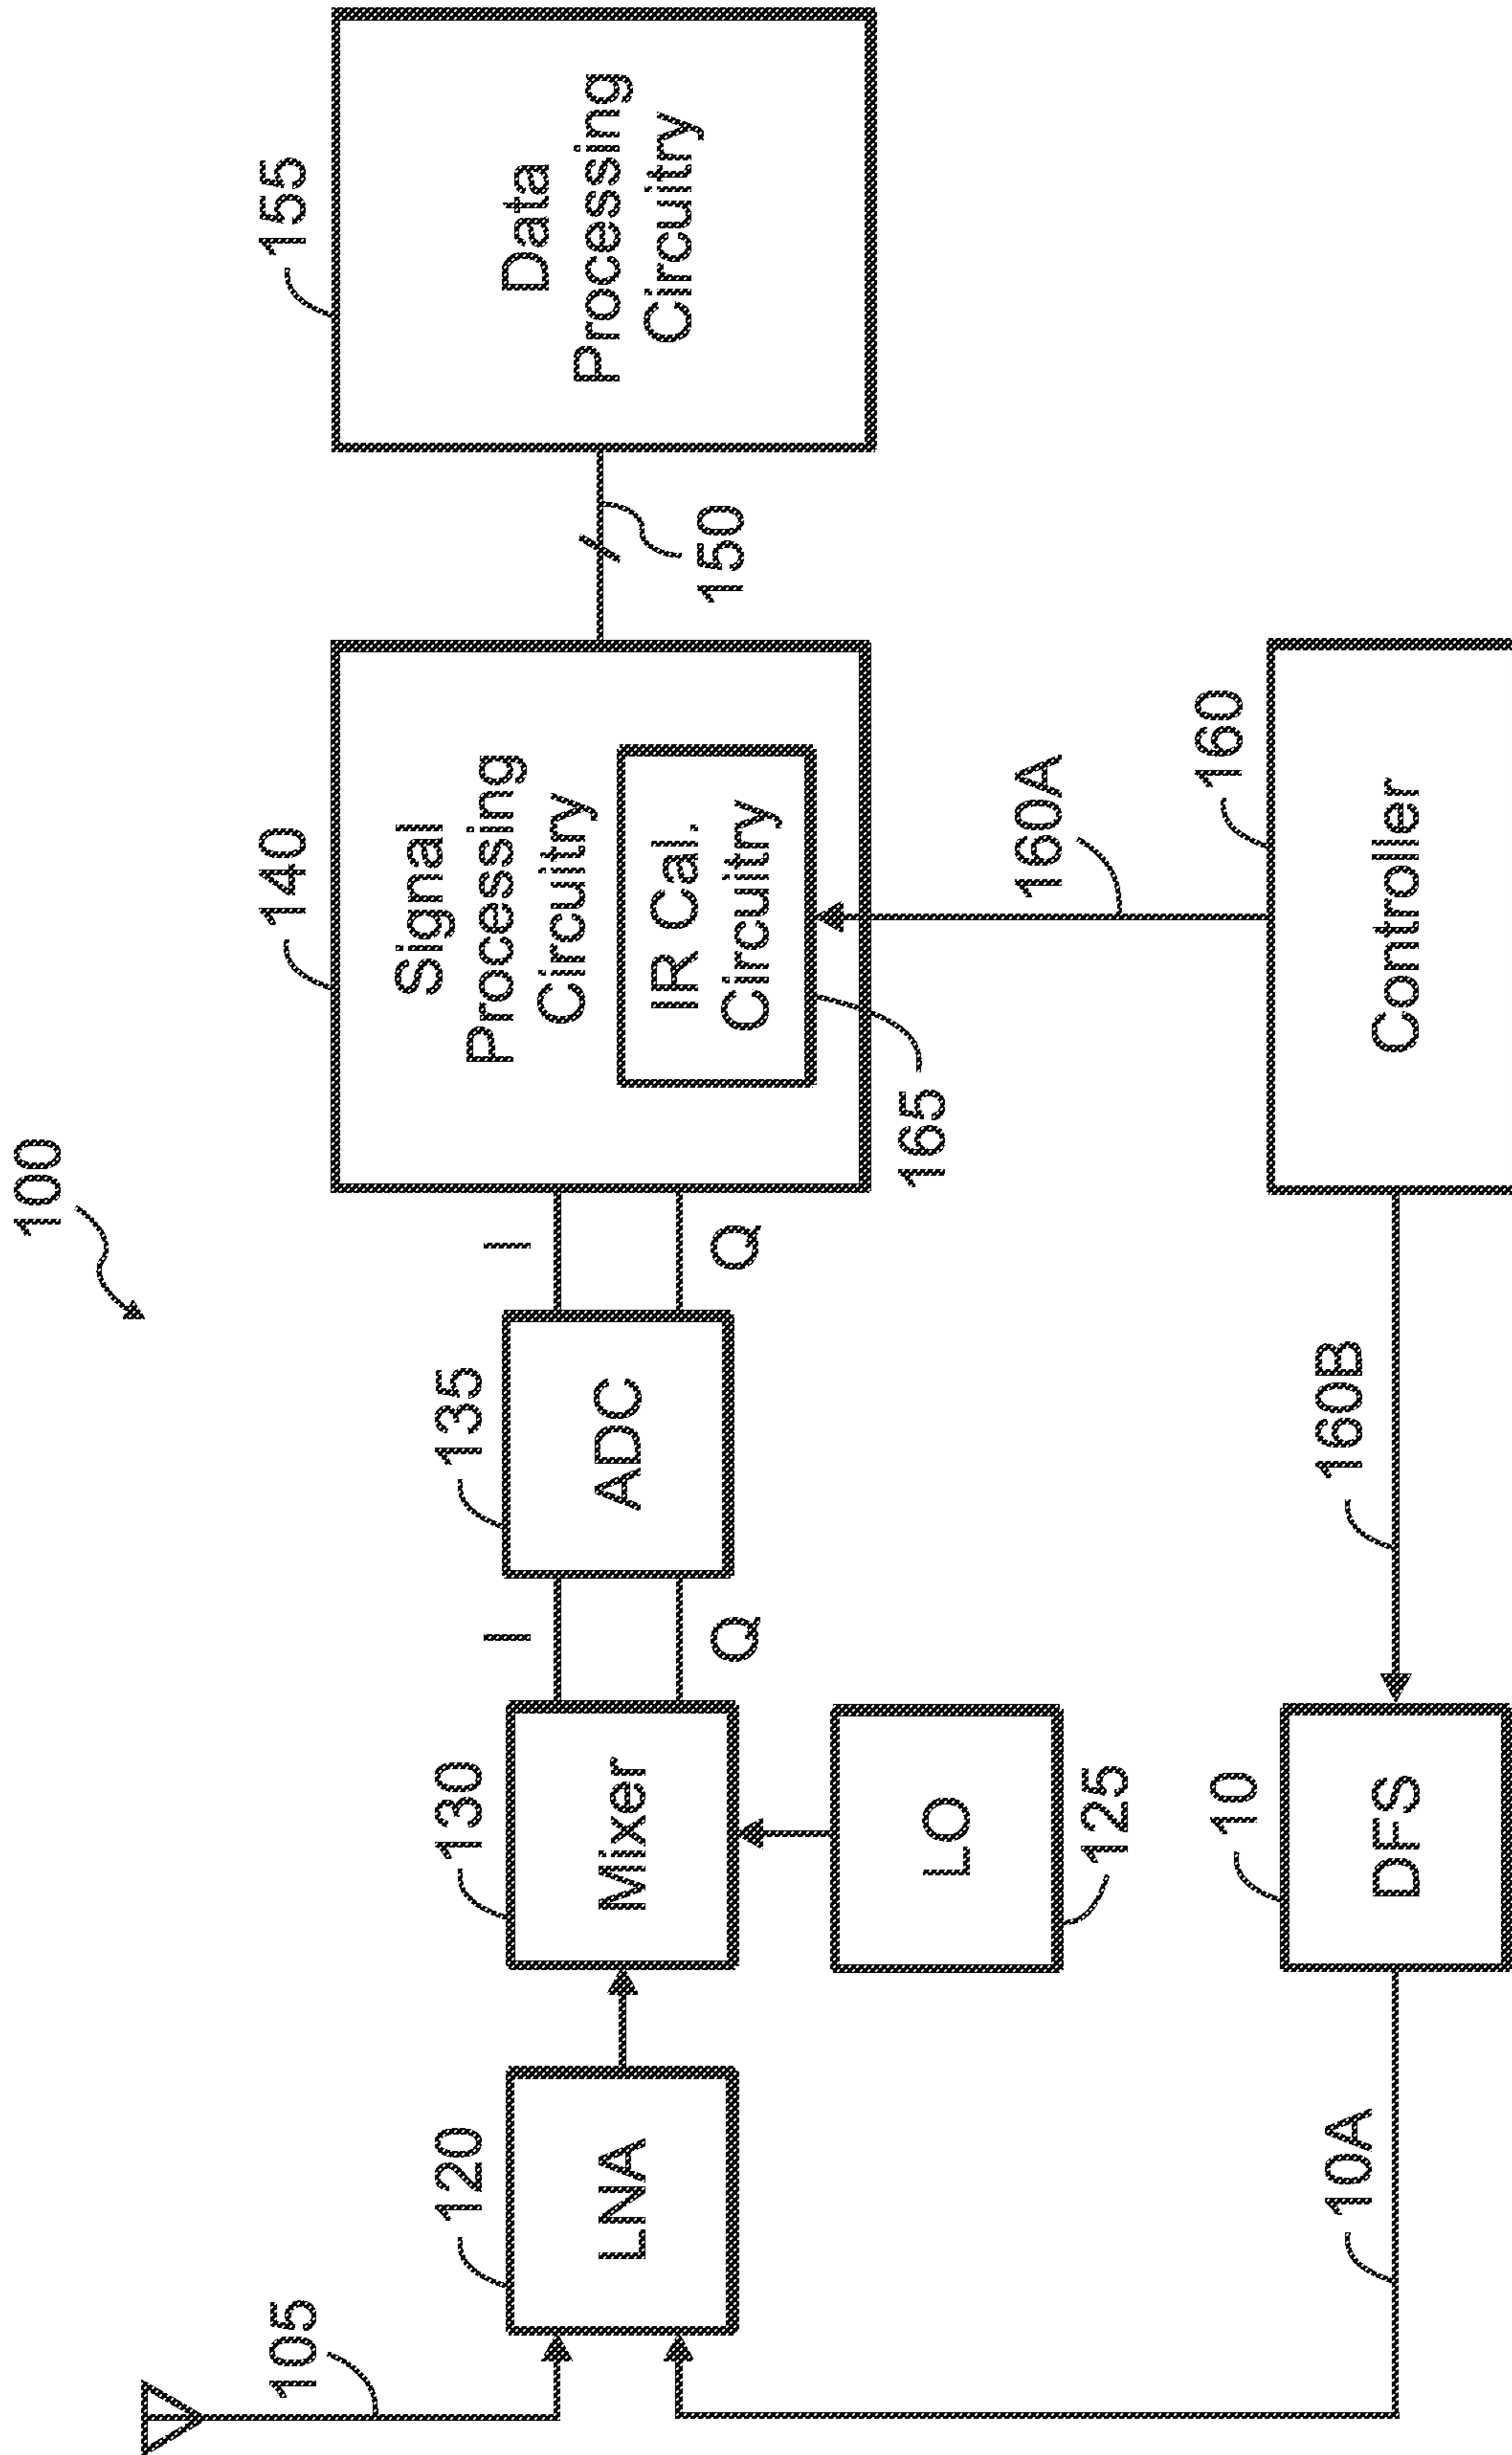 100
105
120
LNA
130
Mixer
LO
125
I
Q
135
ADC
I
Q
140
Signal
Processing
Circuitry
IR Cal.
Circuitry
165
150
155
Data
Processing
Circuitry
160A
160
Controller
160B
10
DFS
10A